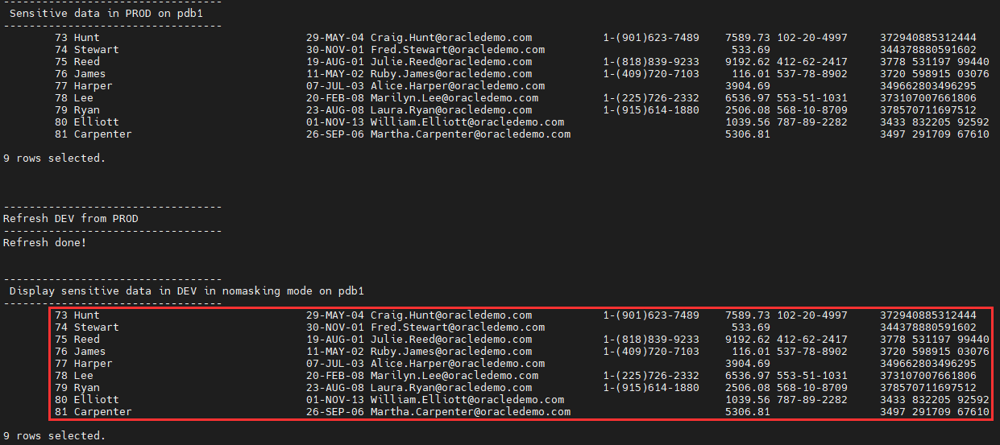 ----------------------------------
 Sensitive data in PROD on pdb1
----------------------------------
        73 Hunt                                29-MAY-04 Craig.Hunt@oracledemo.com           1-(901)623-7489    7589.73 102-20-4997     372940885312444
        74 Stewart                             30-NOV-01 Fred.Stewart@oracledemo.com                             533.69                 344378880591602
        75 Reed                                19-AUG-01 Julie.Reed@oracledemo.com           1-(818)839-9233    9192.62 412-62-2417     3778 531197 99440
        76 James                               11-MAY-02 Ruby.James@oracledemo.com           1-(409)720-7103     116.01 537-78-8902     3720 598915 03076
        77 Harper                              07-JUL-03 Alice.Harper@oracledemo.com                            3904.69                 349662803496295
        78 Lee                                 20-FEB-08 Marilyn.Lee@oracledemo.com          1-(225)726-2332    6536.97 553-51-1031     373107007661806
        79 Ryan                                23-AUG-08 Laura.Ryan@oracledemo.com           1-(915)614-1880    2506.08 568-10-8709     378570711697512
        80 Elliott                             01-NOV-13 William.Elliott@oracledemo.com                         1039.56 787-89-2282     3433 832205 92592
        81 Carpenter                           26-SEP-06 Martha.Carpenter@oracledemo.com                        5306.81                 3497 291709 67610
9 rows selected.
----------------------------------
Refresh DEV from PROD
----------------------------------
Refresh done!
----------------------------------
 Display sensitive data in DEV in nomasking mode on pdb1
----------------------------------
        73 Hunt                                29-MAY-04 Craig.Hunt@oracledemo.com           1-(901)623-7489    7589.73 102-20-4997     372940885312444
        74 Stewart                             30-NOV-01 Fred.Stewart@oracledemo.com                             533.69                 344378880591602
        75 Reed                                19-AUG-01 Julie.Reed@oracledemo.com           1-(818)839-9233    9192.62 412-62-2417     3778 531197 99440
        76 James                               11-MAY-02 Ruby.James@oracledemo.com           1-(409)720-7103     116.01 537-78-8902     3720 598915 03076
        77 Harper                              07-JUL-03 Alice.Harper@oracledemo.com                            3904.69                 349662803496295
        78 Lee                                 20-FEB-08 Marilyn.Lee@oracledemo.com          1-(225)726-2332    6536.97 553-51-1031     373107007661806
        79 Ryan                                23-AUG-08 Laura.Ryan@oracledemo.com           1-(915)614-1880    2506.08 568-10-8709     378570711697512
        80 Elliott                             01-NOV-13 William.Elliott@oracledemo.com                         1039.56 787-89-2282     3433 832205 92592
        81 Carpenter                           26-SEP-06 Martha.Carpenter@oracledemo.com                        5306.81                 3497 291709 67610
9 rows selected.